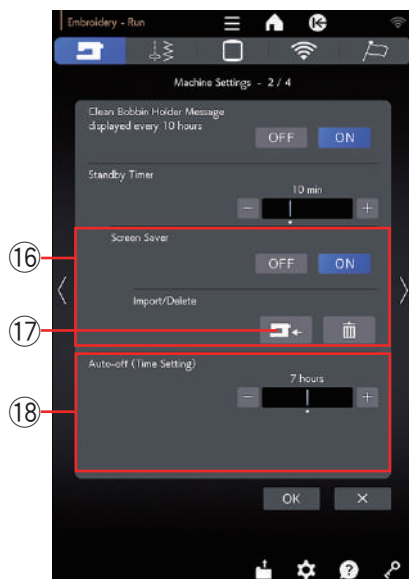 Embroidery - Run
Machine Settings - 2 / 4
Clean Bobbin Holder Message
displayed every 10 hours
OFF ON
Standby Timer
10 min
- +
⑯ Screen Saver
OFF ON
Import/Delete
⑰
Auto-off (Time Setting)
7 hours
- +
⑱
OK ×